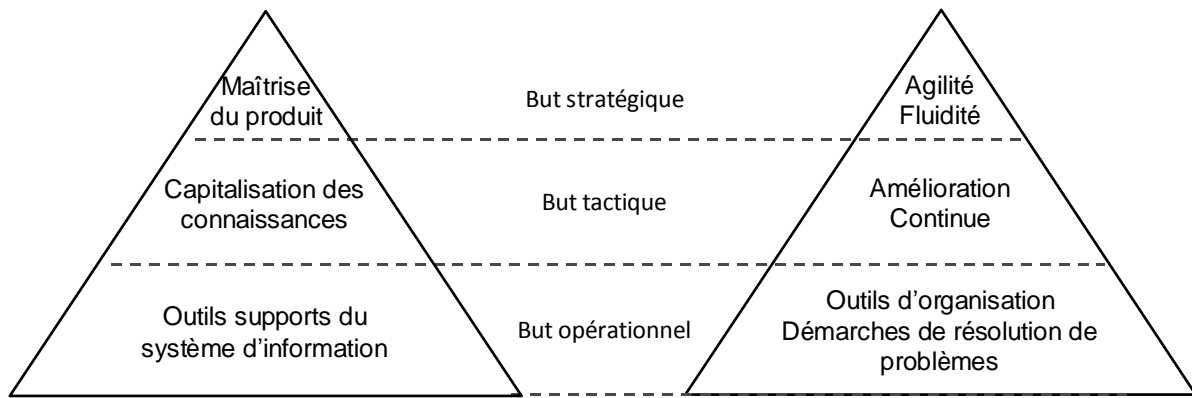 Maîtrise
du produit
But stratégique
Agilité
Fluidité
Capitalisation des
connaissances
But tactique
Amélioration
Continue
Outils supports du
système d'information
But opérationnel
Outils d'organisation
Démarches de résolution de
problèmes